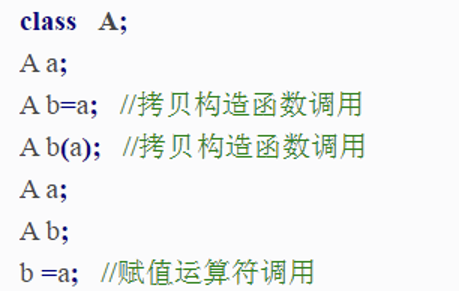 class A;
A a;
A b=a; //拷贝构造函数调用
A b(a); //拷贝构造函数调用
A a;
A b;
b =a; //赋值运算符调用